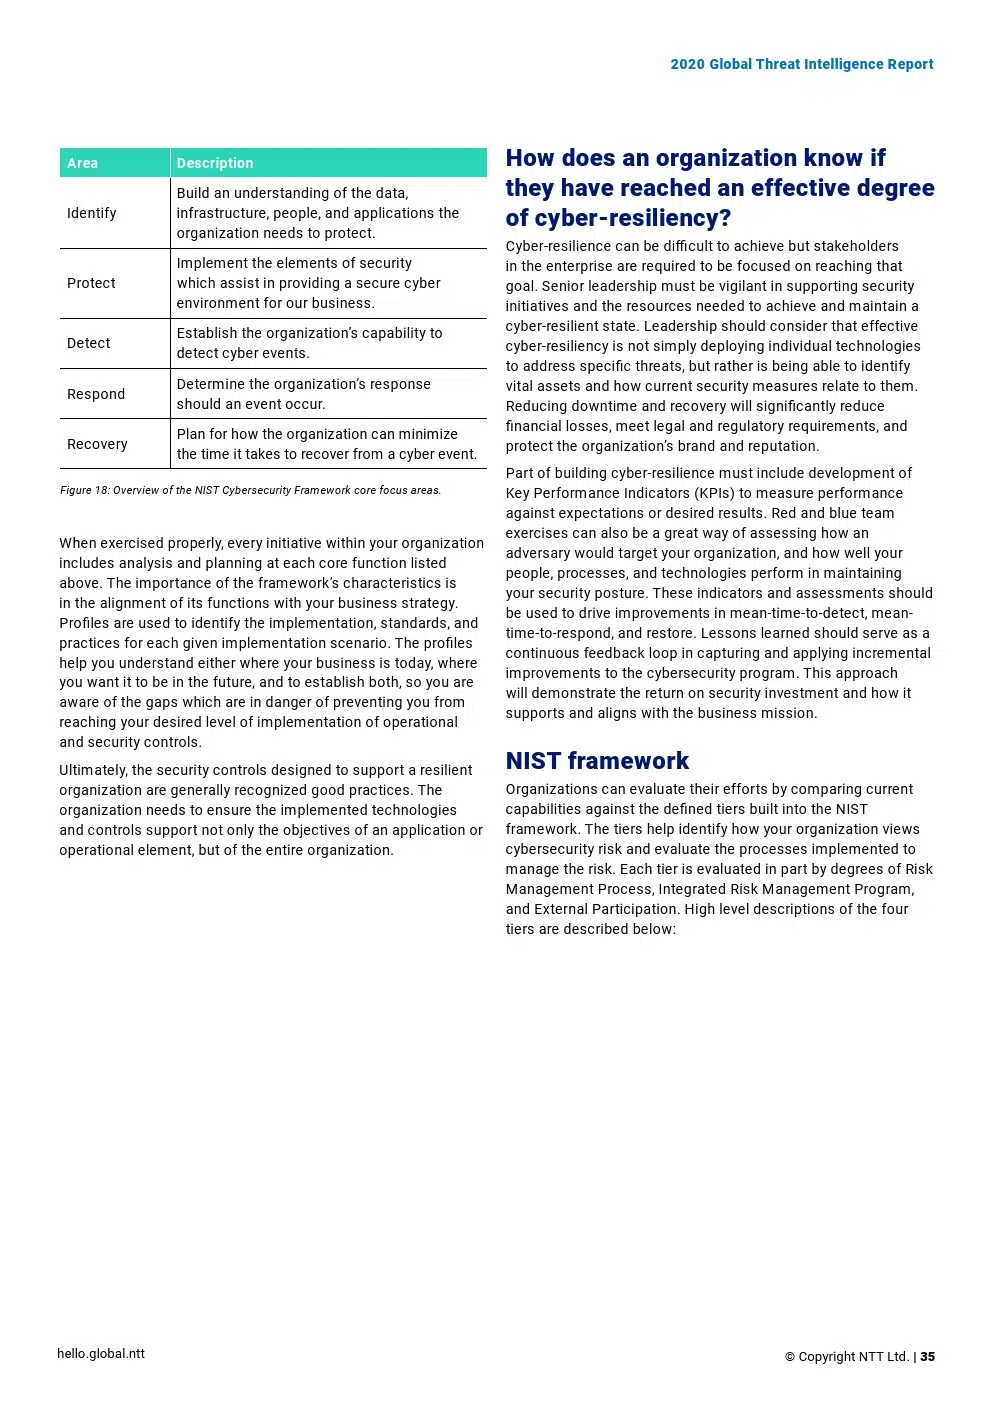 2020 Global Threat Intelligence Report
Area Description
Identify
Build an understanding of the data,
infrastructure, people, and applications the
organization needs to protect.
Protect
Implement the elements of security
which assist in providing a secure cyber
environment for our business.
Detect
Establish the organization’s capability to
detect cyber events.
Respond
Determine the organization’s response
should an event occur.
Recovery
Plan for how the organization can minimize
the time it takes to recover from a cyber event.
Figure 18: Overview of the NIST Cybersecurity Framework core focus areas.
When exercised properly, every initiative within your organization
includes analysis and planning at each core function listed
above. The importance of the framework’s characteristics is
in the alignment of its functions with your business strategy.
Profiles are used to identify the implementation, standards, and
practices for each given implementation scenario. The profiles
help you understand either where your business is today, where
you want it to be in the future, and to establish both, so you are
aware of the gaps which are in danger of preventing you from
reaching your desired level of implementation of operational
and security controls.
Ultimately, the security controls designed to support a resilient
organization are generally recognized good practices. The
organization needs to ensure the implemented technologies
and controls support not only the objectives of an application or
operational element, but of the entire organization.
How does an organization know if
they have reached an effective degree
of cyber-resiliency?
Cyber-resilience can be difficult to achieve but stakeholders
in the enterprise are required to be focused on reaching that
goal. Senior leadership must be vigilant in supporting security
initiatives and the resources needed to achieve and maintain a
cyber-resilient state. Leadership should consider that effective
cyber-resiliency is not simply deploying individual technologies
to address specific threats, but rather is being able to identify
vital assets and how current security measures relate to them.
Reducing downtime and recovery will significantly reduce
financial losses, meet legal and regulatory requirements, and
protect the organization’s brand and reputation.
Part of building cyber-resilience must include development of
Key Performance Indicators (KPIs) to measure performance
against expectations or desired results. Red and blue team
exercises can also be a great way of assessing how an
adversary would target your organization, and how well your
people, processes, and technologies perform in maintaining
your security posture. These indicators and assessments should
be used to drive improvements in mean-time-to-detect, mean-
time-to-respond, and restore. Lessons learned should serve as a
continuous feedback loop in capturing and applying incremental
improvements to the cybersecurity program. This approach
will demonstrate the return on security investment and how it
supports and aligns with the business mission.
NIST framework
Organizations can evaluate their efforts by comparing current
capabilities against the defined tiers built into the NIST
framework. The tiers help identify how your organization views
cybersecurity risk and evaluate the processes implemented to
manage the risk. Each tier is evaluated in part by degrees of Risk
Management Process, Integrated Risk Management Program,
and External Participation. High level descriptions of the four
tiers are described below:
hello.global.ntt
© Copyright NTT Ltd. | 35